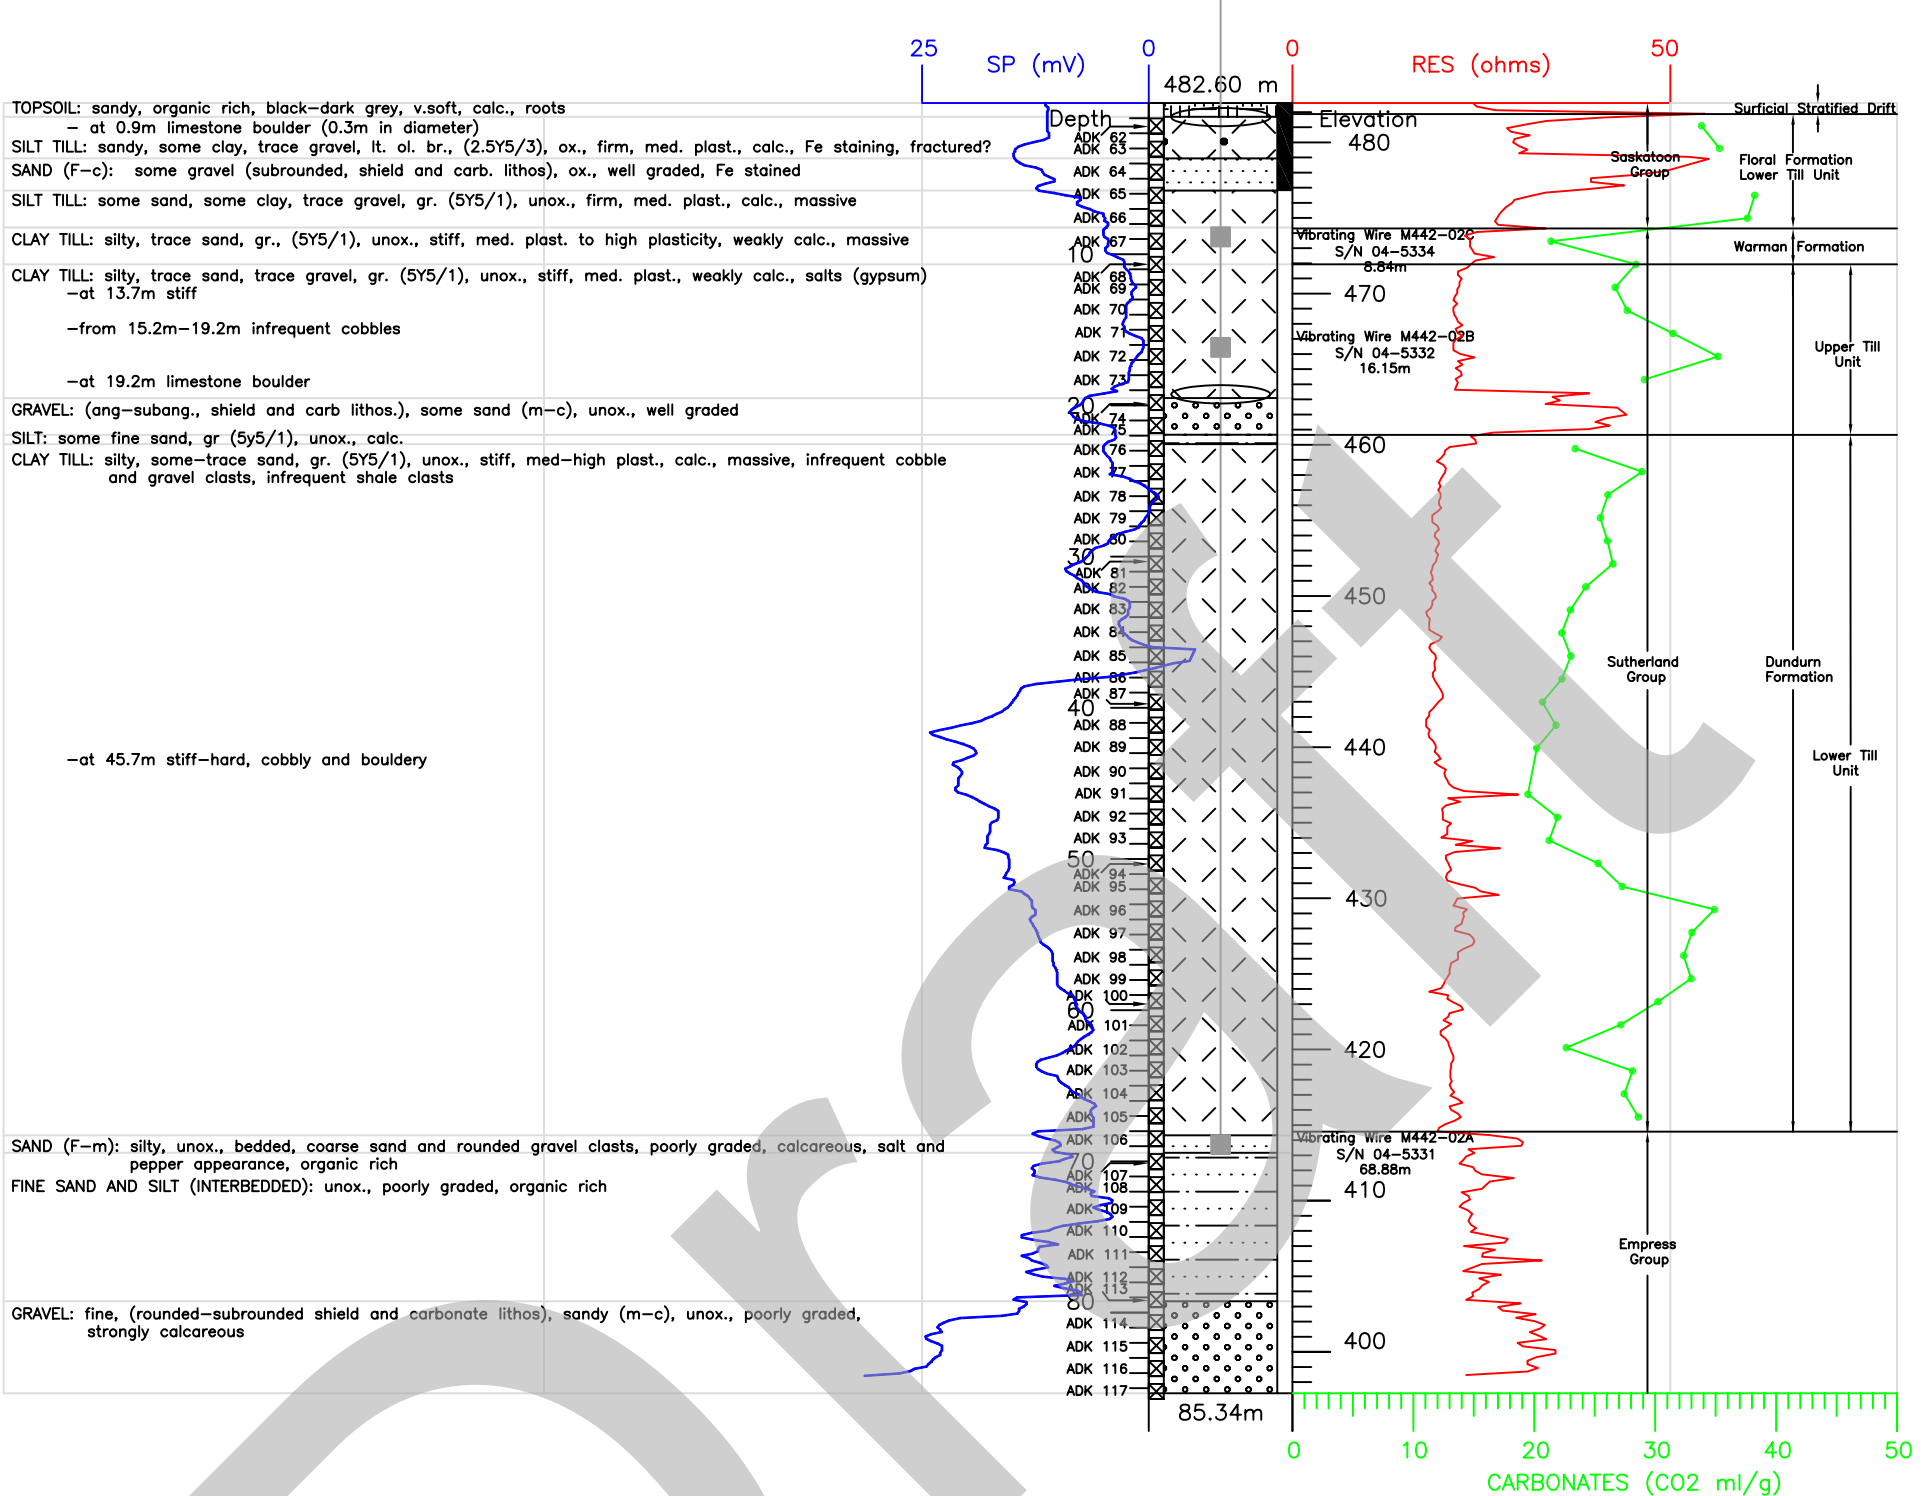 25
SP (mV)
0
0
RES (ohms)
50
482.60 m
TOPSOIL: sandy, organic rich, black-dark grey, v.soft, calc., roots
- at 0.9m limestone boulder (0.3m in diameter)
SILT TILL: sandy, some clay, trace gravel, lt. ol. br., (2.5Y5/3), ox., firm, med. plast., calc., Fe staining, fractured?
SAND (F-c): some gravel (subrounded, shield and carb. lithos), ox., well graded, Fe stained
SILT TILL: some sand, some clay, trace gravel, gr. (5Y5/1), unox., firm, med. plast., calc., massive
CLAY TILL: silty, trace sand, gr., (5Y5/1), unox., stiff, med. plast. to high plasticity, weakly calc., massive
CLAY TILL: silty, trace sand, trace gravel, gr. (5Y5/1), unox., stiff, med. plast., weakly calc., salts (gypsum)
-at 13.7m stiff
-from 15.2m-19.2m infrequent cobbles
-at 19.2m limestone boulder
GRAVEL: (ang-subang., shield and carb lithos.), some sand (m-c), unox., well graded
SILT: some fine sand, gr (5y5/1), unox., calc.
CLAY TILL: silty, some-trace sand, gr. (5Y5/1), unox., stiff, med-high plast., calc., massive, infrequent cobble
and gravel clasts, infrequent shale clasts
-at 45.7m stiff-hard, cobbly and bouldery
SAND (F-m): silty, unox., bedded, coarse sand and rounded gravel clasts, poorly graded, calcareous, salt and
pepper appearance, organic rich
FINE SAND AND SILT (INTERBEDDED): unox., poorly graded, organic rich
GRAVEL: fine, (rounded-subrounded shield and carbonate lithos), sandy (m-c), unox., poorly graded,
strongly calcareous
Depth
ADK 62
ADK 63
ADK 64
ADK 65
ADK 66
ADK 67
10
ADK 68
ADK 69
ADK 70
ADK 71
ADK 72
ADK 73
20
ADK 74
ADK 75
ADK 76
ADK 77
ADK 78
ADK 79
ADK 80
30
ADK 81
ADK 82
ADK 83
ADK 84
ADK 85
ADK 86
ADK 87
40
ADK 88
ADK 89
ADK 90
ADK 91
ADK 92
ADK 93
50
ADK 94
ADK 95
ADK 96
ADK 97
ADK 98
ADK 99
ADK 100
60
ADK 101
ADK 102
ADK 103
ADK 104
ADK 105
ADK 106
70
ADK 107
ADK 108
ADK 109
ADK 110
ADK 111
ADK 112
ADK 113
80
ADK 114
ADK 115
ADK 116
ADK 117
85.34m
Elevation
480
470
460
450
440
430
420
410
400
Vibrating Wire M442-02C
S/N 04-5334
8.84m
Vibrating Wire M442-02B
S/N 04-5332
16.15m
Vibrating Wire M442-02A
S/N 04-5331
68.88m
Saskatoon
Group
Sutherland
Group
Empress
Group
Surficial Stratified Drift
Floral Formation
Lower Till Unit
Warman Formation
Upper Till
Unit
Dundurn
Formation
Lower Till
Unit
0
10
20
30
40
50
CARBONATES (CO2 ml/g)
Draft